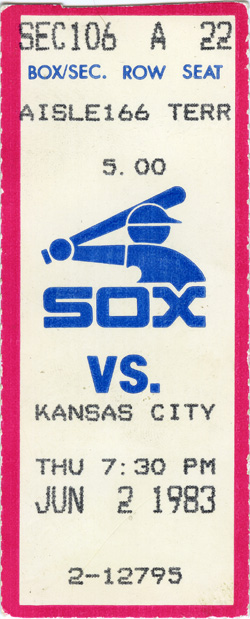 SEC106 A 22
BOX/SEC. ROW SEAT
AISLE166 TERR
5.00
SOX
VS.
KANSAS CITY
THU 7:30 PM
JUN 2 1983
2-12795